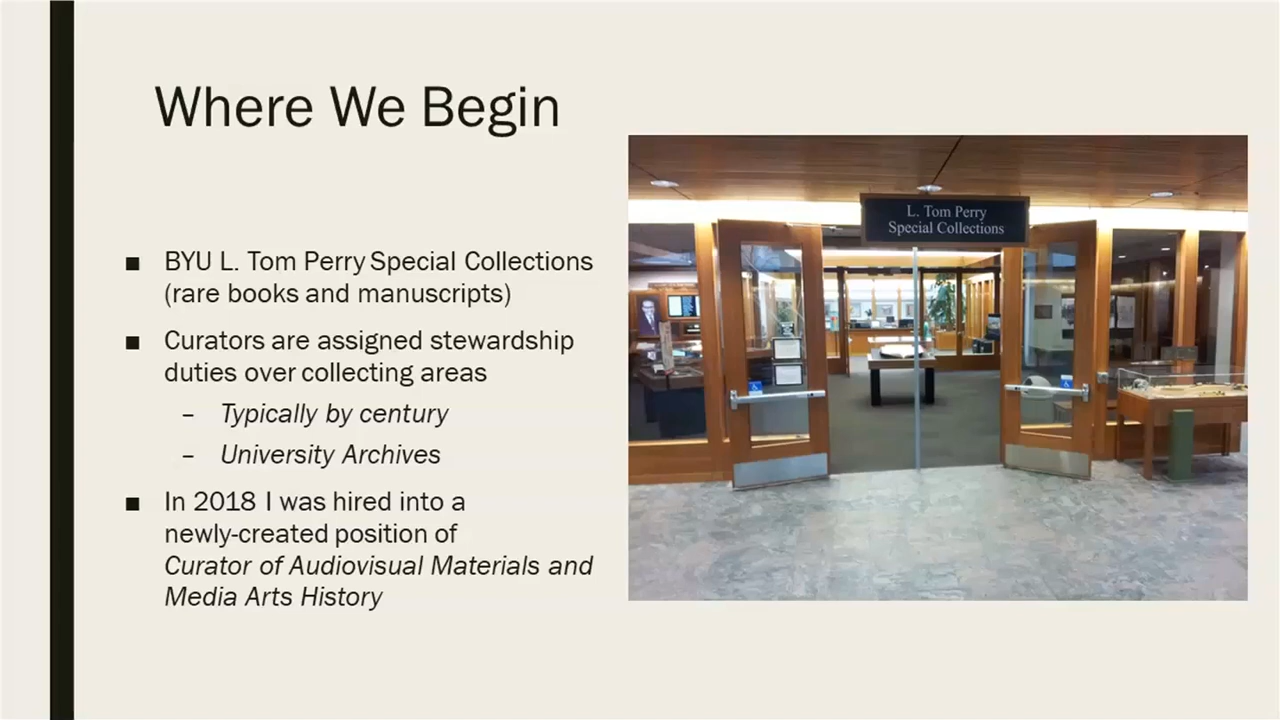 Where We Begin
■ BYU L. Tom Perry Special Collections
(rare books and manuscripts)
■ Curators are assigned stewardship
duties over collecting areas
– Typically by century
– University Archives
■ In 2018 I was hired into a
newly-created position of
Curator of Audiovisual Materials and
Media Arts History
L. Tom Perry
Special Collections